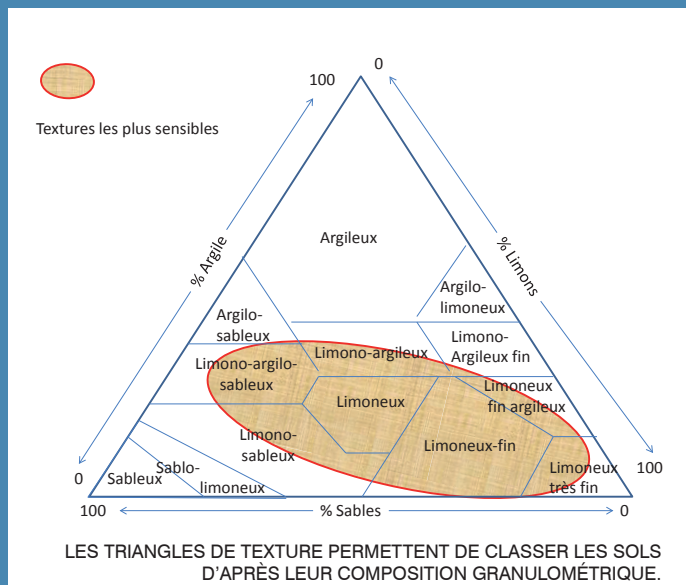 0
100
Textures les plus sensibles
% Argile
% Limons
Argileux
Argilo-
limoneux
Argilo-
sableux
Limono-
Argileux fin
Limono-argileux
Limono-argilo-
sableux
Limoneux
fin argileux
Limoneux
Limono-
sableux
Limoneux-fin
Sablo-
limoneux
Sableux
Limoneux
très fin
0
100
100
% Sables
0
LES TRIANGLES DE TEXTURE PERMETTENT DE CLASSER LES SOLS
D'APRÈS LEUR COMPOSITION GRANULOMÉTRIQUE.